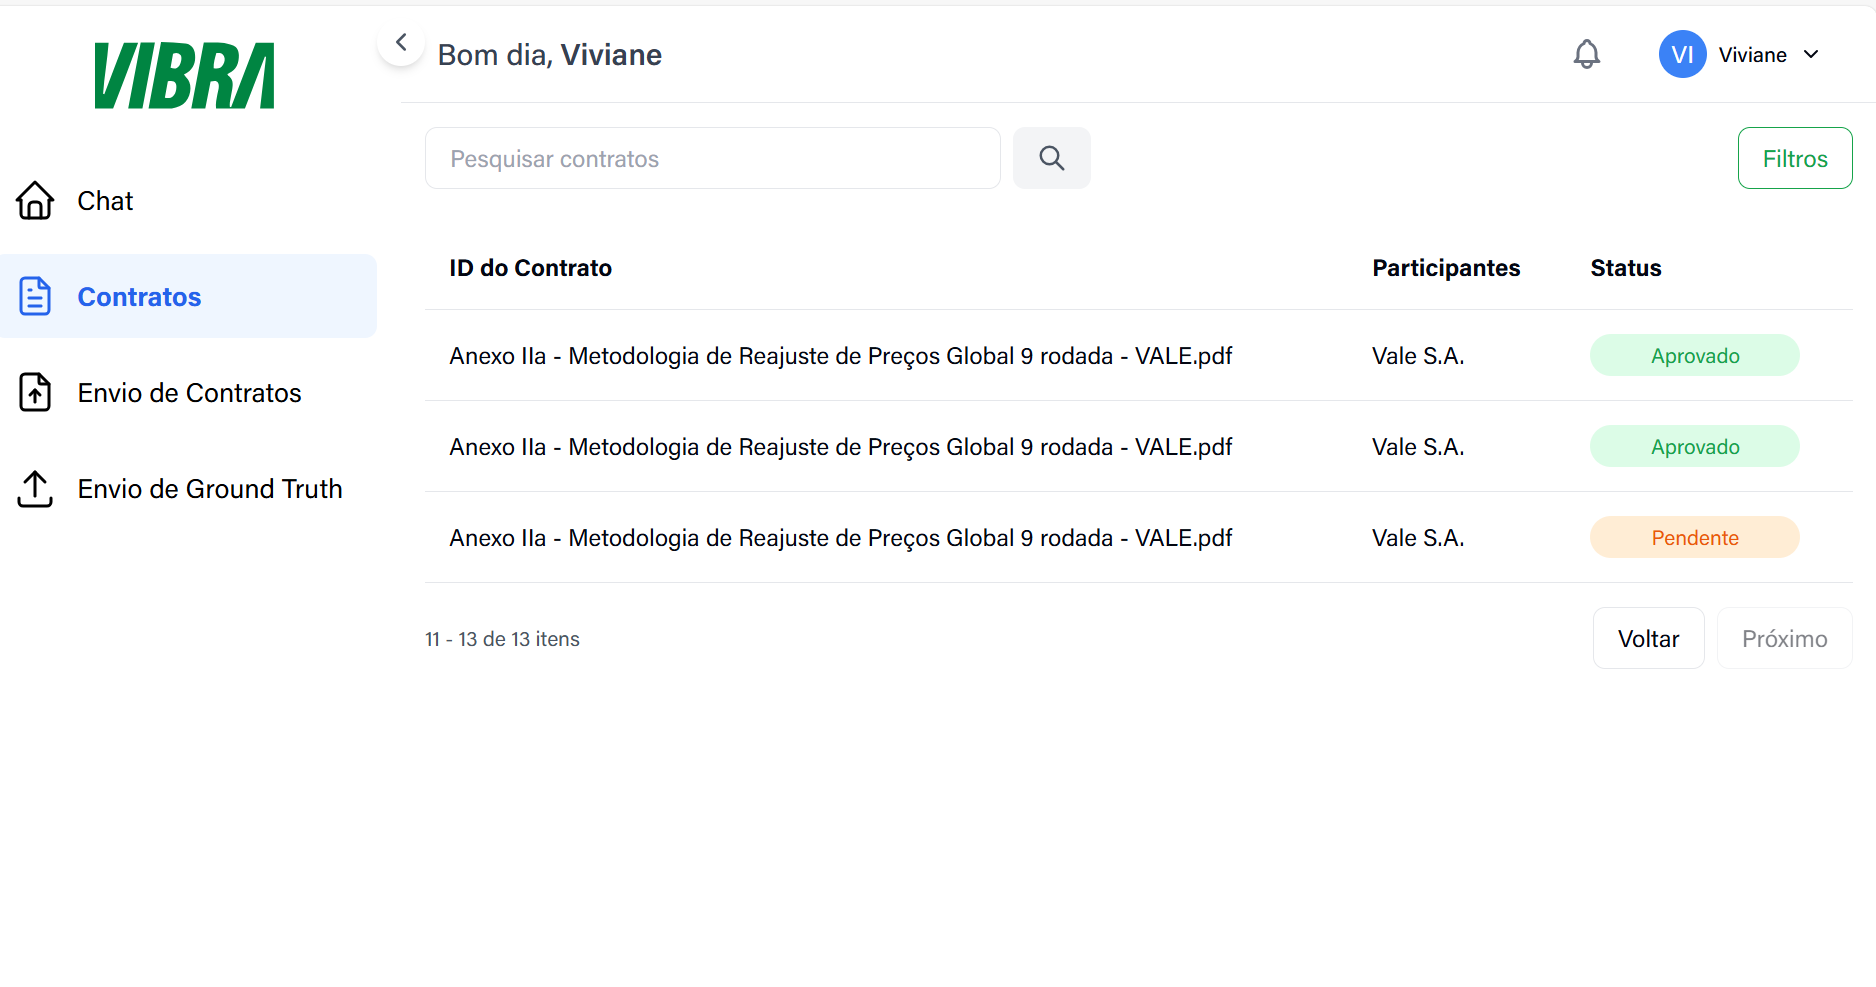 VIBRA
Bom dia, Viviane
VI Viviane
Pesquisar contratos
Filtros
Chat
Contratos
Envio de Contratos
Envio de Ground Truth
ID do Contrato Participantes Status
Anexo IIa - Metodologia de Reajuste de Preços Global 9 rodada - VALE.pdf Vale S.A. Aprovado
Anexo IIa - Metodologia de Reajuste de Preços Global 9 rodada - VALE.pdf Vale S.A. Aprovado
Anexo IIa - Metodologia de Reajuste de Preços Global 9 rodada - VALE.pdf Vale S.A. Pendente
11 - 13 de 13 itens
Voltar Próximo